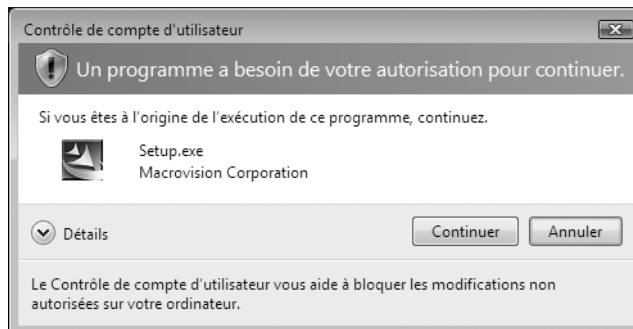 Contrôle de compte d'utilisateur
Un programme a besoin de votre autorisation pour continuer.
Si vous êtes à l'origine de l'exécution de ce programme, continuez.
Setup.exe
Macrovision Corporation
Détails
Continuer
Annuler
Le Contrôle de compte d'utilisateur vous aide à bloquer les modifications non
autorisées sur votre ordinateur.